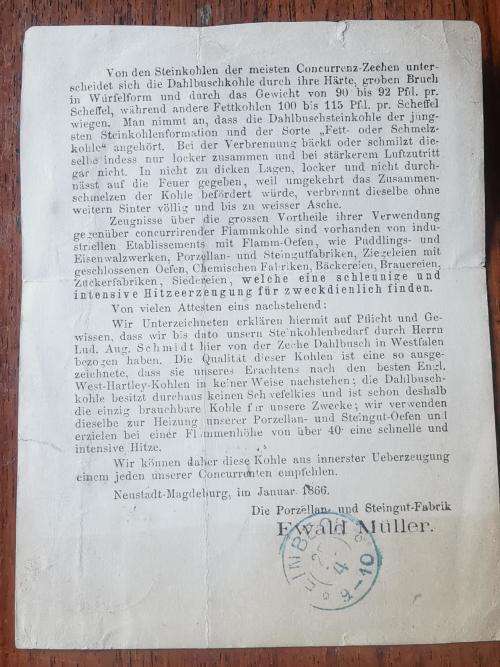 Von den Steinkohlen der meisten Concurrenz-Zechen unter-
scheidet sich die Dahlbuschkohle durch ihre Härte, groben Bruch
in Würfelform und durch das Gewicht von 90 bis 92 Pfd. pr.
Scheffel, während andere Fettkohlen 100 bis 115 Pfd. pr. Scheffel
wiegen. Man nimmt an, dass die Dahlbuschsteinkohle der jüng-
sten Steinkohlenformation und der Sorte „Fett- oder Schmelz-
kohle“ angehört. Bei der Verbrennung bäckt oder schmilzt die-
selbe indess nur locker zusammen und bei stärkerem Luftzutritt
gar nicht. In nicht zu dicken Lagen, locker und nicht durch-
nässt auf die Feuer gegeben, weil umgekehrt das Zusammen-
schmelzen der Kohle befördert würde, verbrennt dieselbe ohne
weitern Sinter völlig und bis zu weisser Asche.
Zeugnisse über die grossen Vortheile ihrer Verwendung
gegenüber concurrirender Flammkohle sind vorhanden von indu-
striellen Etablissements mit Flamm-Oefen, wie Puddlings- und
Eisenwalzwerken, Porzellan- und Steingutfabriken, Ziegeleien mit
geschlossenen Oefen, Chemischen Fabriken, Bäckereien, Brauereien,
Zuckerfabriken, Siedereien, welche eine schleunige und
intensive Hitzeerzeugung für zweckdienlich finden.
Von vielen Attesten eins nachstehend:
Wir Unterzeichneten erklären hiermit auf Pflicht und Ge-
wissen, dass wir bis dato unsern Steinkohlenbedarf durch Herrn
Lud. Aug. Schmidt hier von der Zeche Dahlbusch in Westfalen
bezogen haben. Die Qualität dieser Kohlen ist eine so ausge-
zeichnete, dass sie unseres Erachtens nach den besten Engl.
West-Hartley-Kohlen in keiner Weise nachstehen; die Dahlbusch-
kohle besitzt durchaus keinen Schwefelkies und ist schon deshalb
die einzig brauchbare Kohle für unsere Zwecke; wir verwenden
dieselbe zur Heizung unserer Porzellan- und Steingut-Oefen und
erzielen bei einer Flammenhöhe von über 40' eine schnelle und
intensive Hitze.
Wir können daher diese Kohle aus innerster Ueberzeugung
einem jeden unserer Concurrenten empfehlen.
Neustadt-Magdeburg, im Januar 1866.
Die Porzellan- und Steingut-Fabrik
Ewald Müller.
EINBE
4
9-10